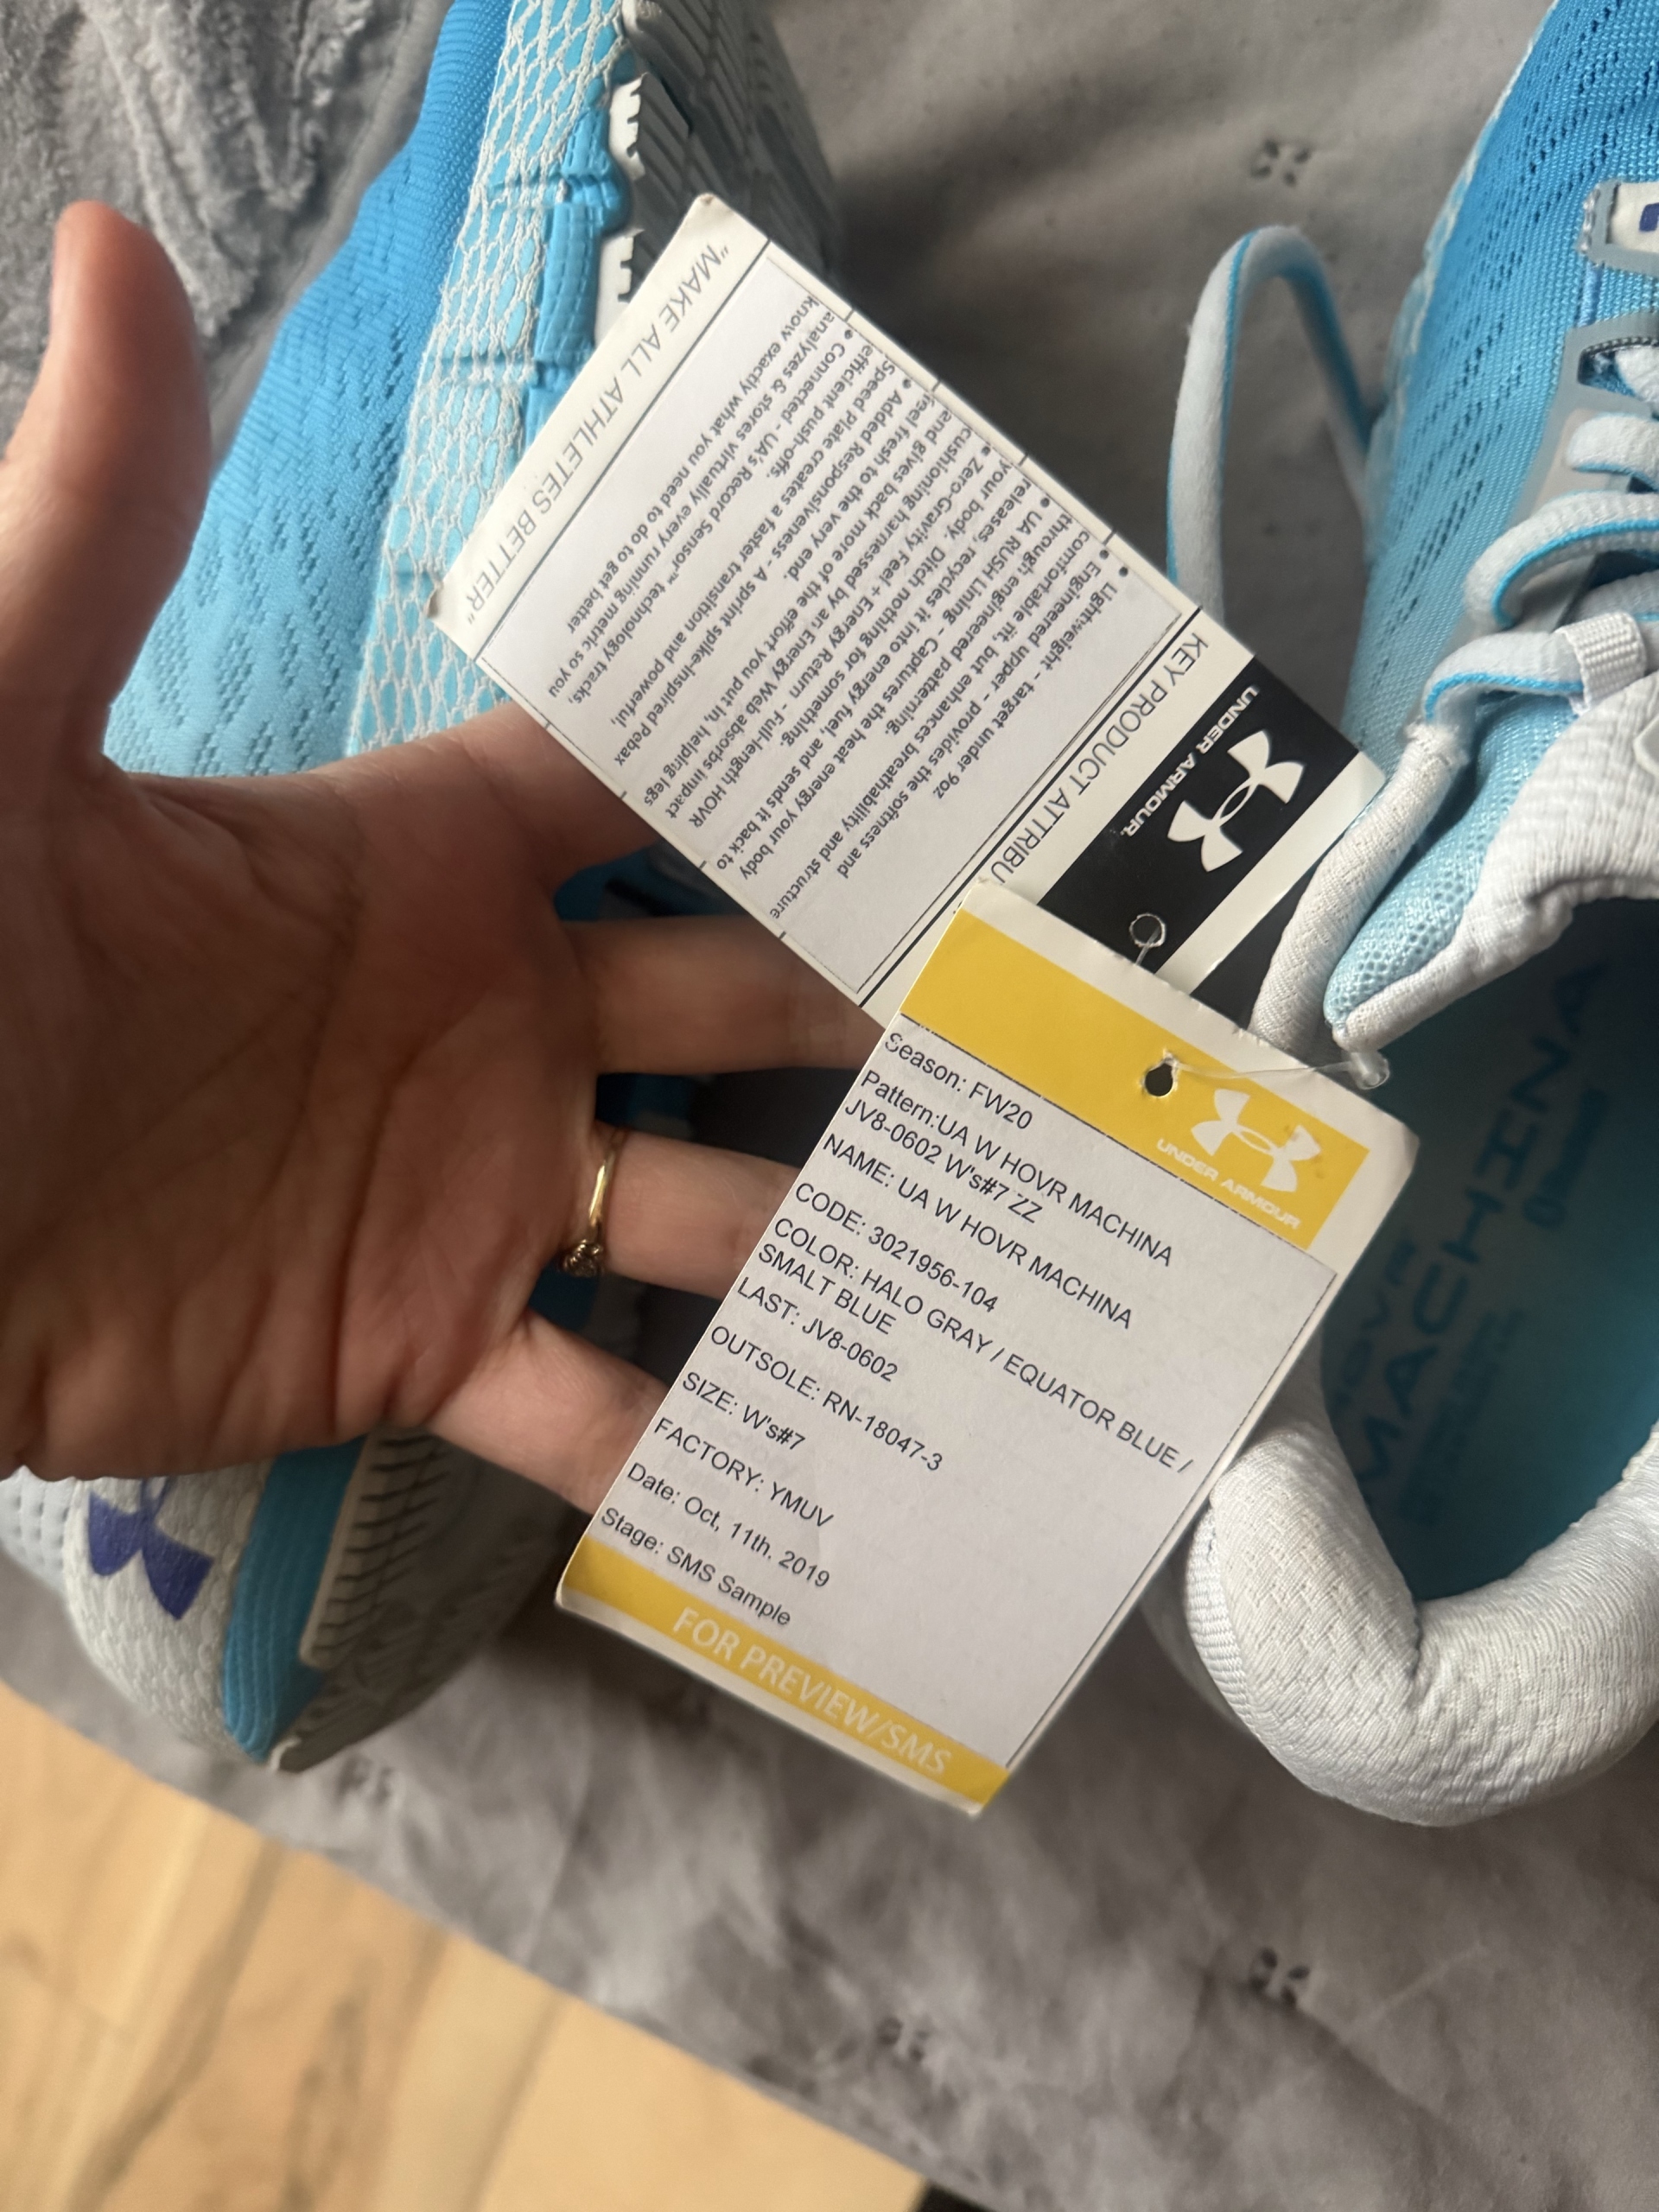 "MAKE ALL ATHLETES BETTER"
KEY PRODUCT ATTRIBU
UNDER ARMOUR.
• Lightweight - target under 9oz
• Engineered upper - provides the softness and
comfortable fit, but enhances breathability and structure
through engineered patterning.
• UA RUSH Lining - Captures the heat energy your body
releases, recycles it into energy fuel, and sends it back to
your body. Ditch nothing for something.
• Zero-Gravity Feel + Energy Return - Full-length HOVR
cushioning harnessed by an Energy Web absorbs impact
and gives back more of the effort you put in, helping legs
feel fresh to the very end.
• Added Responsiveness - A sprint spike-inspired Pebax
Speed Plate creates a faster transition and powerful,
efficient push-offs.
• Connected - UA's Record Sensor™ technology tracks,
analyzes & stores virtually every running metric so you
know exactly what you need to do to get better
UNDER ARMOUR
Season: FW20
Pattern:UA W HOVR MACHINA
JV8-0602 W's#7 ZZ
NAME: UA W HOVR MACHINA
CODE: 3021956-104
COLOR: HALO GRAY / EQUATOR BLUE /
SMALT BLUE
LAST: JV8-0602
OUTSOLE: RN-18047-3
SIZE: W's#7
FACTORY: YMUV
Date: Oct, 11th. 2019
Stage: SMS Sample
FOR PREVIEW/SMS
HOVR
MACHINA